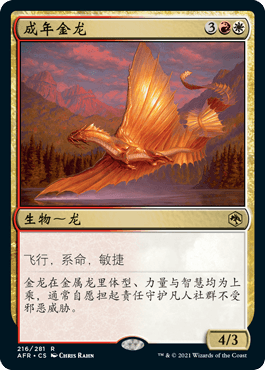 成年金龙 3
生物~龙
飞行，系命，敏捷
金龙在金属龙里体型、力量与智慧均为上
乘，通常自愿担起责任守护凡人社群不受
邪恶威胁。
4/3
216/281 R
AFR • CS Chris Rahn
™ & © 2021 Wizards of the Coast